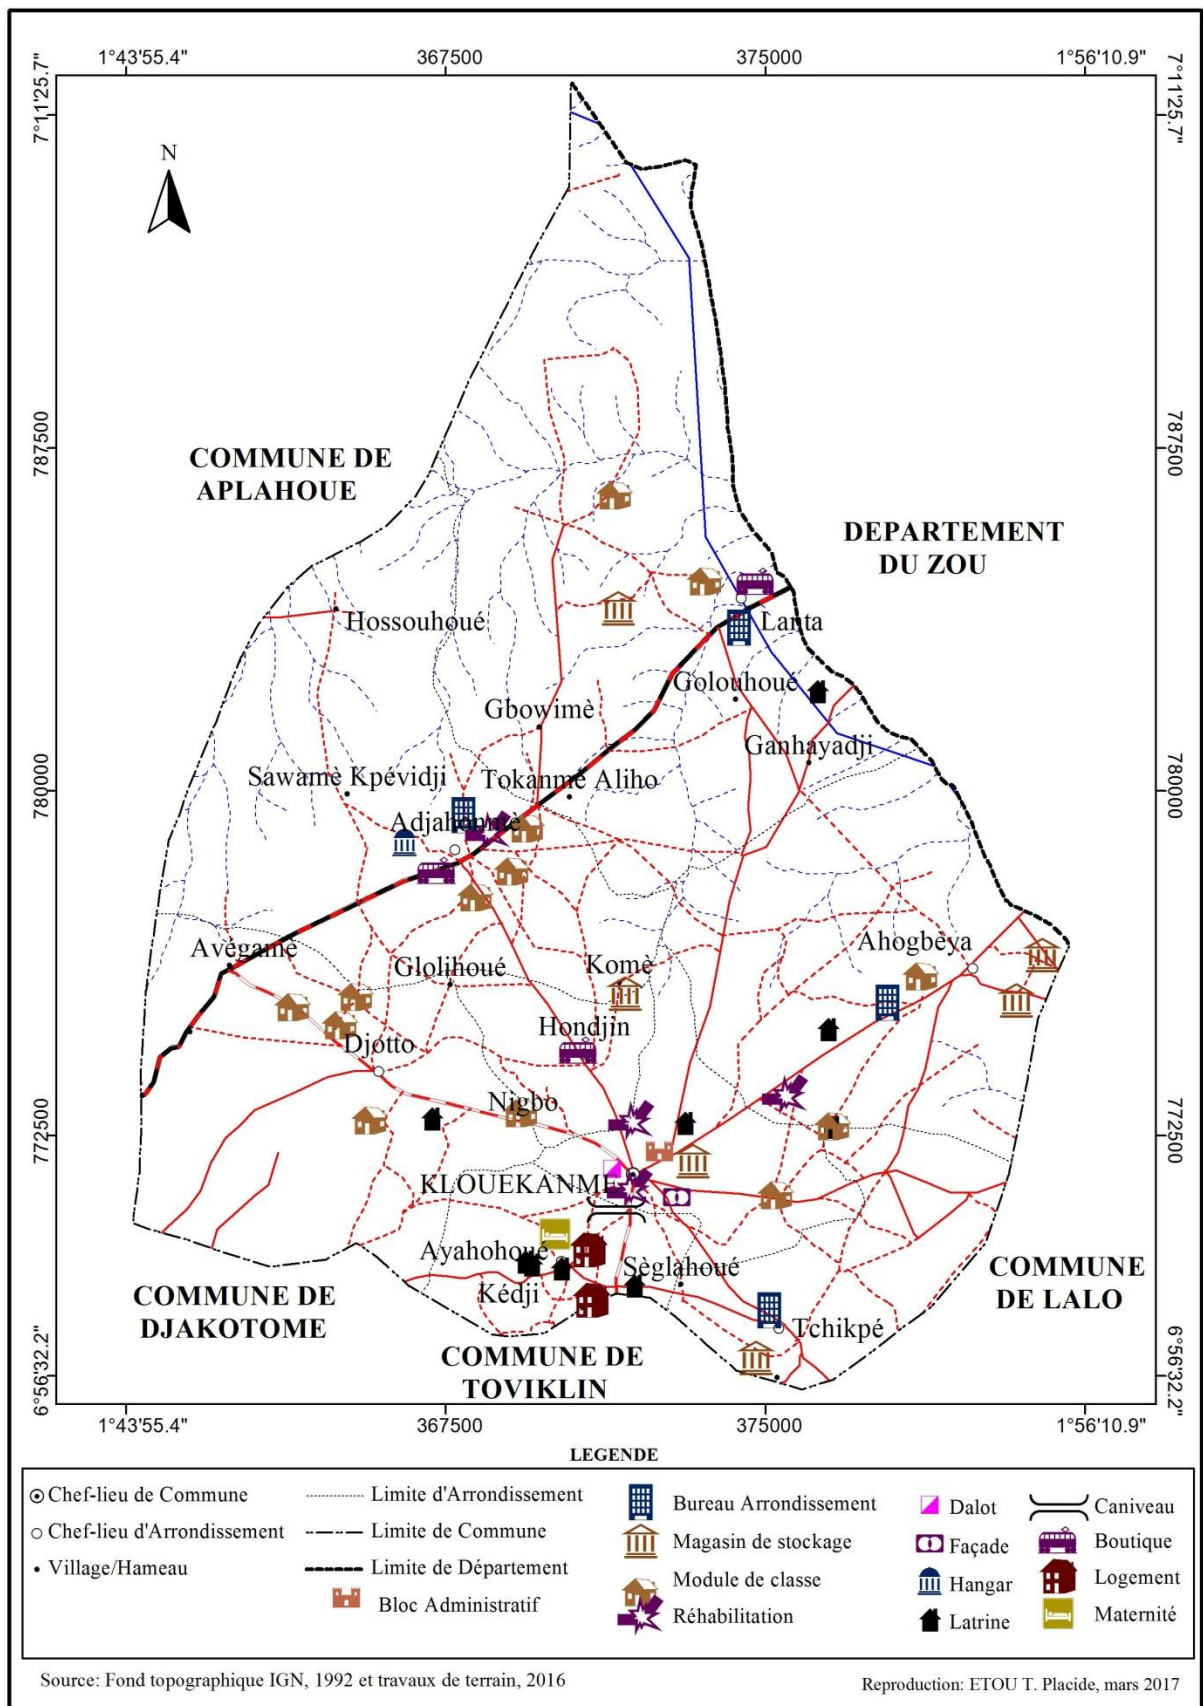 1°43'55.4"
367500
375000
1°56'10.9"
7°11'25.7"
7°11'25.7"
N
787500
787500
COMMUNE DE
APLAHOUE
DEPARTEMENT
DU ZOU
Hossouhoué
Lanta
Golouhoué
Gbowimè
Ganhayadji
780000
780000
Sawamè Kpévidji
Tokanmè Aliho
Adjahonmè
Avégamè
Glolihoué
Komè
Ahogbèya
Hondjin
Djotto
Nigbo
772500
772500
KLOUEKANME
Ayahohoué
Sèglahoué
Kédji
COMMUNE DE
DJAKOTOME
COMMUNE
DE LALO
Tchikpé
COMMUNE DE
TOVIKLIN
6°56'32.2"
6°56'32.2"
1°43'55.4"
367500
375000
1°56'10.9"
LEGENDE
Chef-lieu de Commune
Chef-lieu d'Arrondissement
Village/Hameau
Limite d'Arrondissement
Limite de Commune
Limite de Département
Bloc Administratif
Bureau Arrondissement
Magasin de stockage
Module de classe
Réhabilitation
Dalot
Façade
Hangar
Latrine
Caniveau
Boutique
Logement
Maternité
Source: Fond topographique IGN, 1992 et travaux de terrain, 2016
Reproduction: ETOU T. Placide, mars 2017